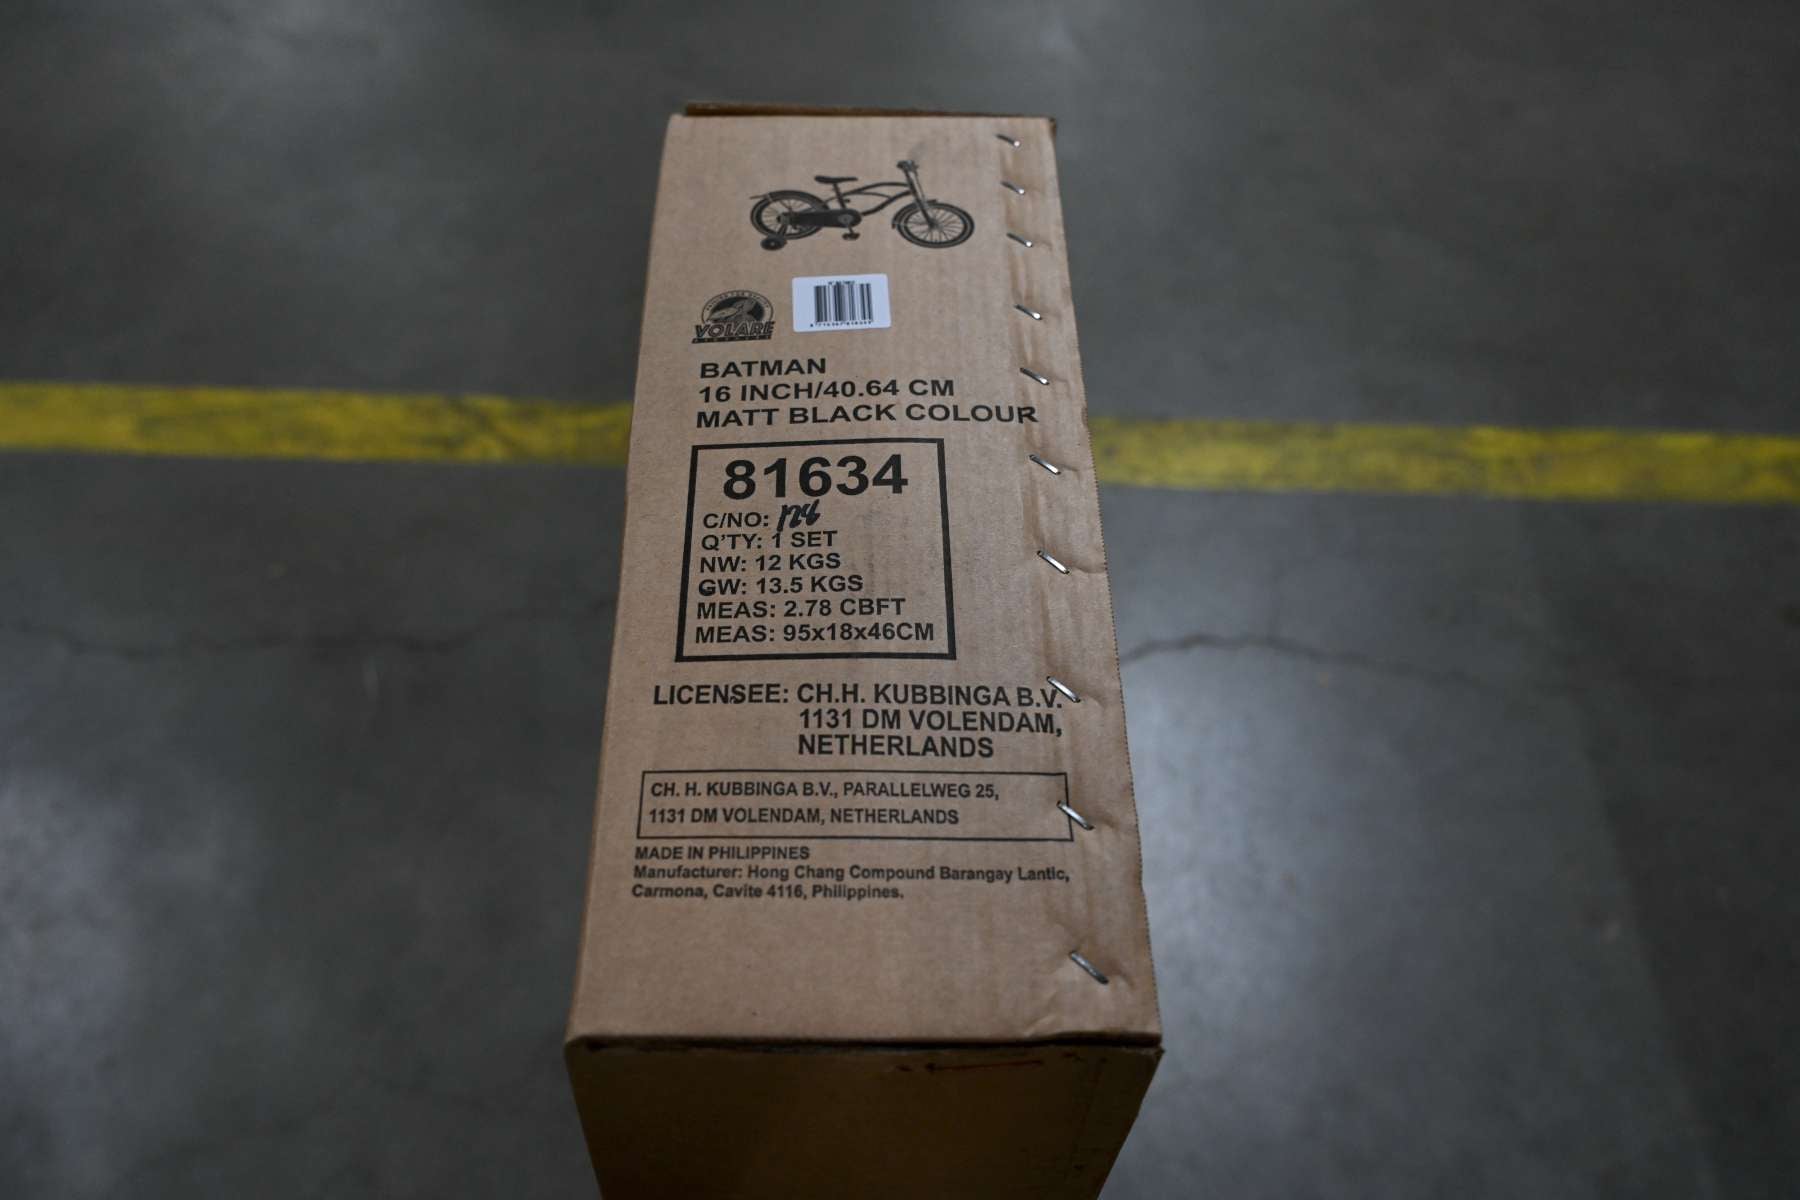 VOLARE
BATMAN
16 INCH/40.64 CM
MATT BLACK COLOUR
81634
C/NO: 128
Q'TY: 1 SET
NW: 12 KGS
GW: 13.5 KGS
MEAS: 2.78 CBFT
MEAS: 95x18x46CM
LICENSEE: CH.H. KUBBINGA B.V.
1131 DM VOLENDAM,
NETHERLANDS
CH. H. KUBBINGA B.V., PARALLELWEG 25,
1131 DM VOLENDAM, NETHERLANDS
MADE IN PHILIPPINES
Manufacturer: Hong Chang Compound Barangay Lantic,
Carmona, Cavite 4116, Philippines.